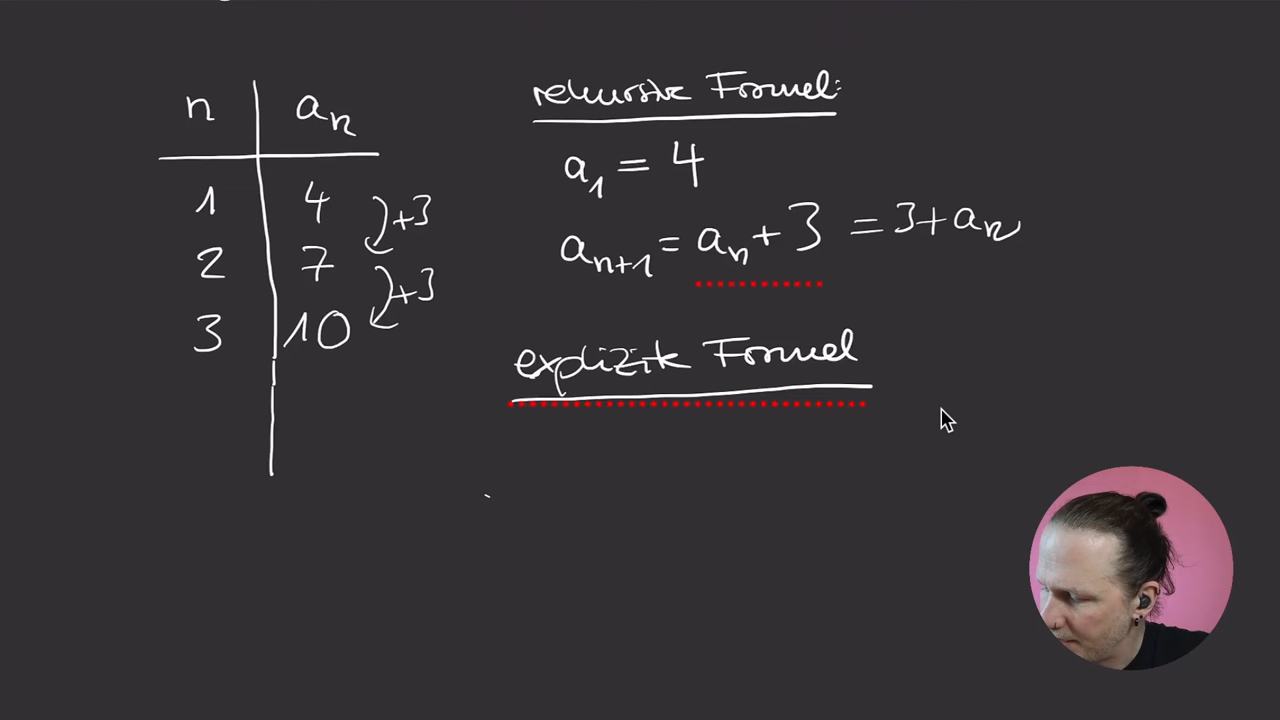 n aₙ
1 4
2 7
3 10
+3
+3
rekursive Formel:
a₁ = 4
aₙ₊₁ = aₙ + 3 = 3 + aₙ
explizite Formel